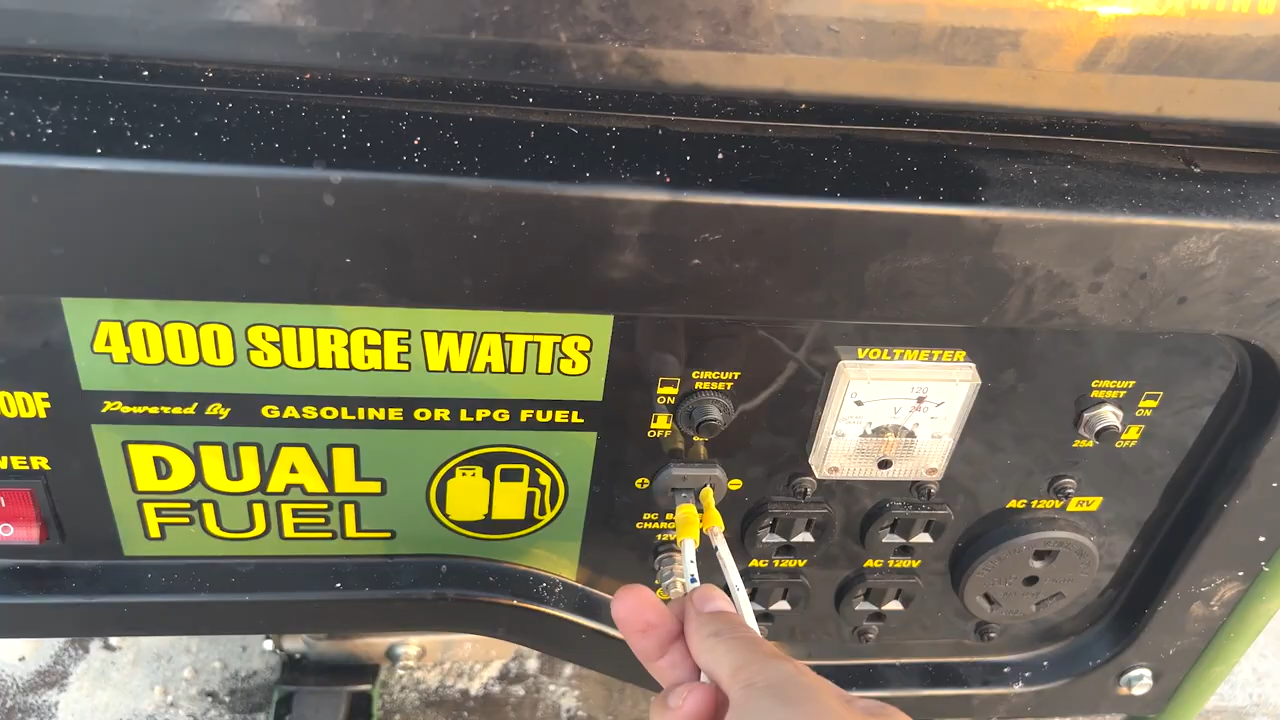 4000 SURGE WATTS
Powered By GASOLINE OR LPG FUEL
DUAL
FUEL
ODF
WER
CIRCUIT
RESET
ON
OFF
+
-
DC BA
CHARG
12V
VOLTMETER
0 120
V 240
AC 120V
AC 120V
CIRCUIT
RESET
ON
25A OFF
AC 120V RV